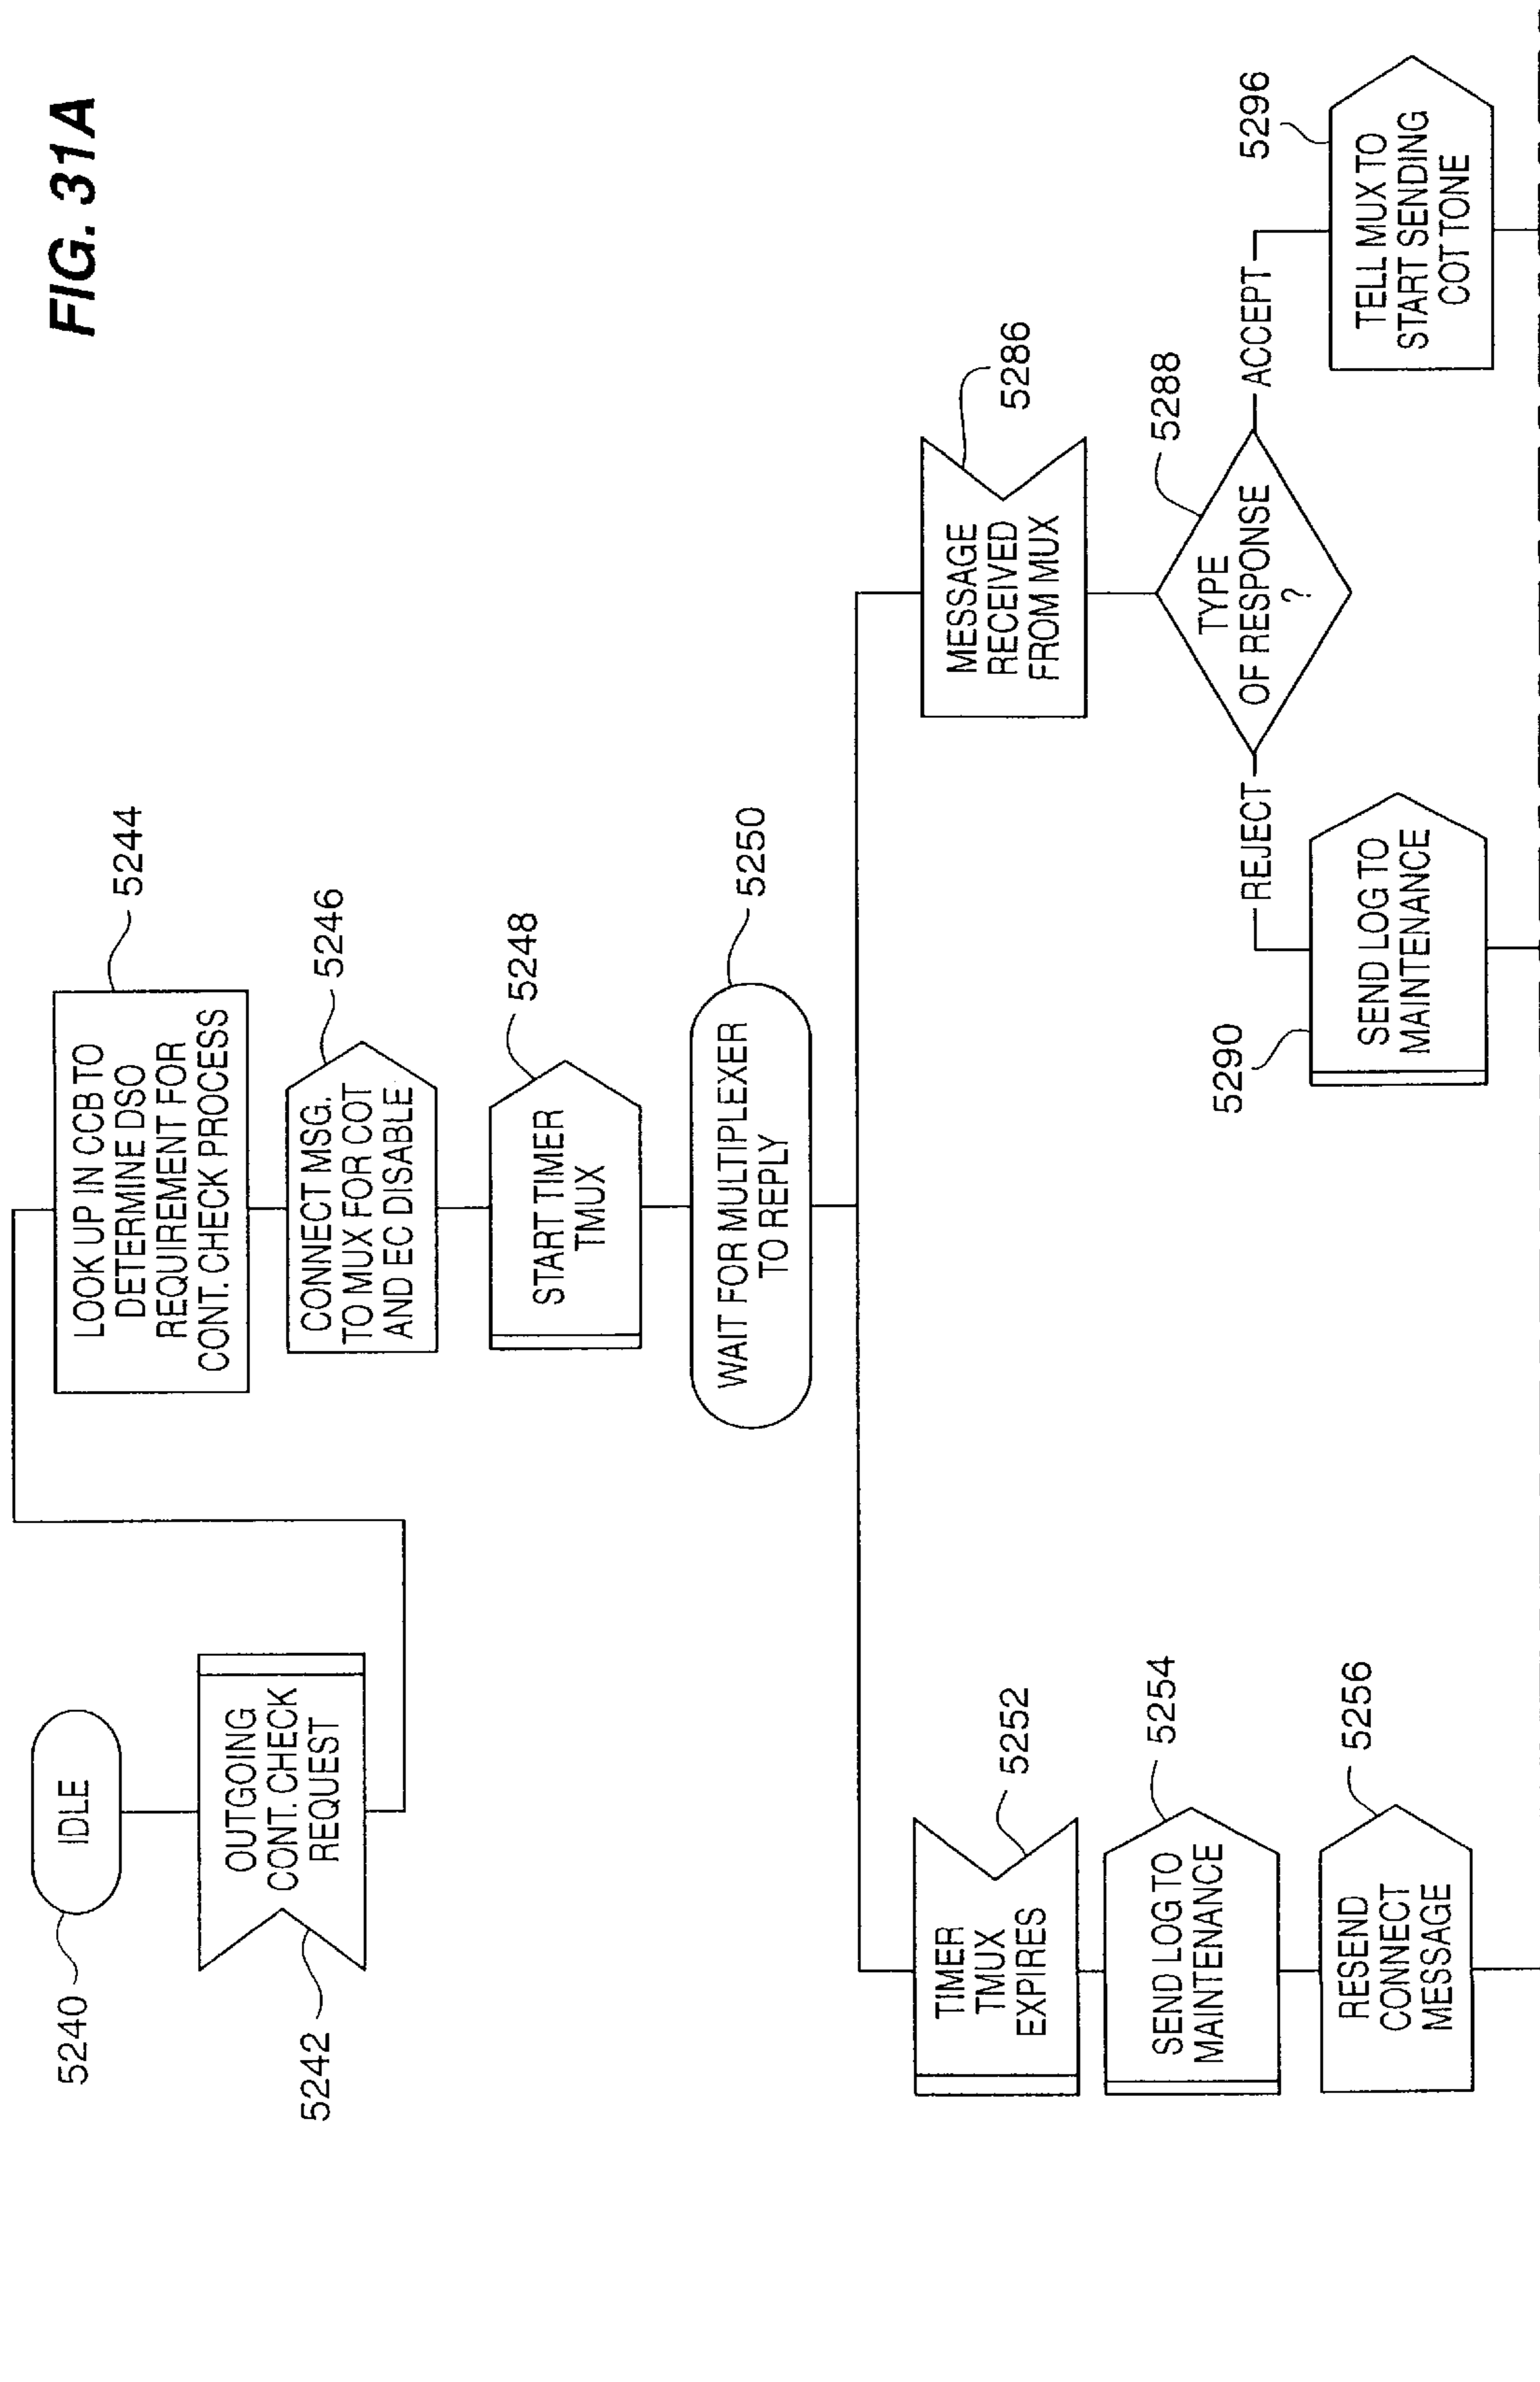 FIG. 31A
5240
IDLE
5242
OUTGOING
CONT. CHECK
REQUEST
5244
LOOK UP IN CCB TO
DETERMINE DSO
REQUIREMENT FOR
CONT. CHECK PROCESS
5246
CONNECT MSG.
TO MUX FOR COT
AND EC DISABLE
5248
START TIMER
TMUX
5250
WAIT FOR MULTIPLEXER
TO REPLY
5252
TIMER
TMUX
EXPIRES
5254
SEND LOG TO
MAINTENANCE
5256
RESEND
CONNECT
MESSAGE
5286
MESSAGE
RECEIVED
FROM MUX
5288
TYPE
OF RESPONSE
?
REJECT
ACCEPT
5290
SEND LOG TO
MAINTENANCE
5296
TELL MUX TO
START SENDING
COT TONE